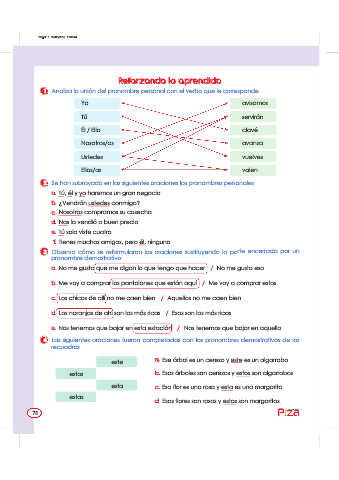 Reforzando lo aprendido
1 Analiza la unión del pronombre personal con el verbo que le corresponde.
Yo avisamos
Tú servirán
Él / Ella clavé
Nosotros/as avanza
Ustedes vuelves
Ellos/as valen
2 Se han subrayado en las siguientes oraciones los pronombres personales
a. Tú, él y yo haremos un gran negocio
b. ¿Vendrán ustedes conmigo?
c. Nosotros compramos su cosecha
d. Nos lo vendió a buen precio
e. Tú sola viste cuatro
f. Tienes muchos amigos, pero él, ninguno
3 Observa cómo se reformularon las oraciones sustituyendo la parte encerrada por un
pronombre demostrativo
a. No me gusta que me digan lo que tengo que hacer / No me gusta eso
b. Me voy a comprar los pantalones que están aquí / Me voy a comprar estos
c. Los chicos de allí no me caen bien / Aquellos no me caen bien
d. Las naranjas de ahí son las más ricas / Esas son las más ricas
e. Nos tenemos que bajar en esta estación / Nos tenemos que bajar en aquella
4 Las siguientes oraciones fueron completadas con los pronombres demostrativos de los
recuadros
este
estos
esta
estas
a. Ese árbol es un cerezo y este es un algarrobo
b. Esos árboles son cerezos y estos son algarrobos
c. Esa flor es una rosa y esta es una margarita
d. Esas flores son rosas y estas son margaritas